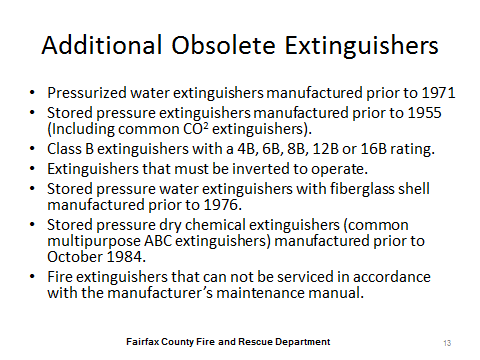 Additional Obsolete Extinguishers
• Pressurized water extinguishers manufactured prior to 1971
• Stored pressure extinguishers manufactured prior to 1955
(Including common CO² extinguishers).
• Class B extinguishers with a 4B, 6B, 8B, 12B or 16B rating.
• Extinguishers that must be inverted to operate.
• Stored pressure water extinguishers with fiberglass shell
manufactured prior to 1976.
• Stored pressure dry chemical extinguishers (common
multipurpose ABC extinguishers) manufactured prior to
October 1984.
• Fire extinguishers that can not be serviced in accordance
with the manufacturer’s maintenance manual.
Fairfax County Fire and Rescue Department
13